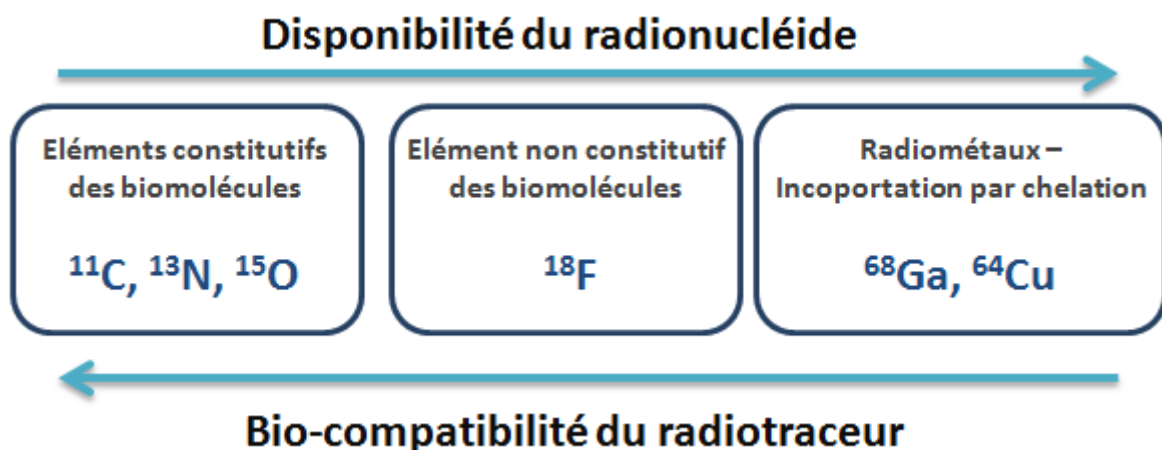 Disponibilité du radionucléide
Eléments constitutifs
des biomolécules
¹¹C, ¹³N, ¹⁵O
Elément non constitutif
des biomolécules
¹⁸F
Radiométaux –
Incoportation par chelation
⁶⁸Ga, ⁶⁴Cu
Bio-compatibilité du radiotraceur